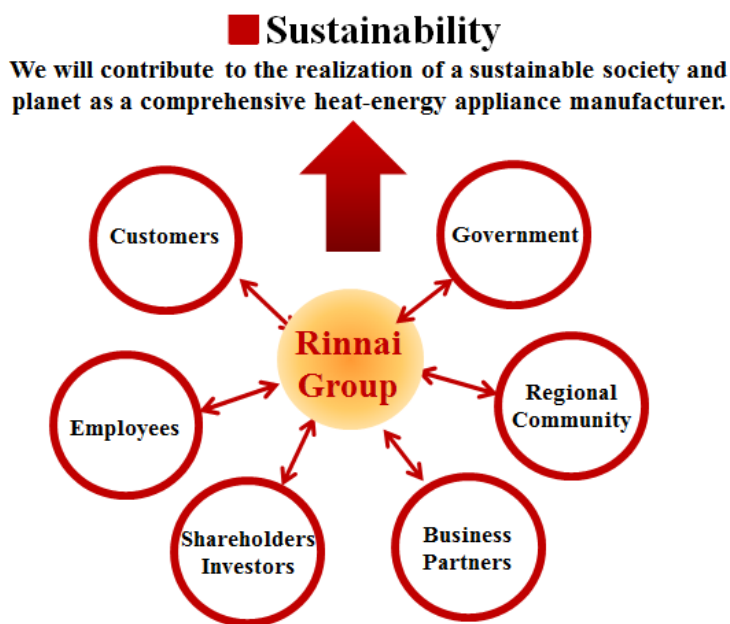 Sustainability
We will contribute to the realization of a sustainable society and
planet as a comprehensive heat-energy appliance manufacturer.
Customers
Government
Rinnai
Group
Regional
Community
Employees
Shareholders
Investors
Business
Partners